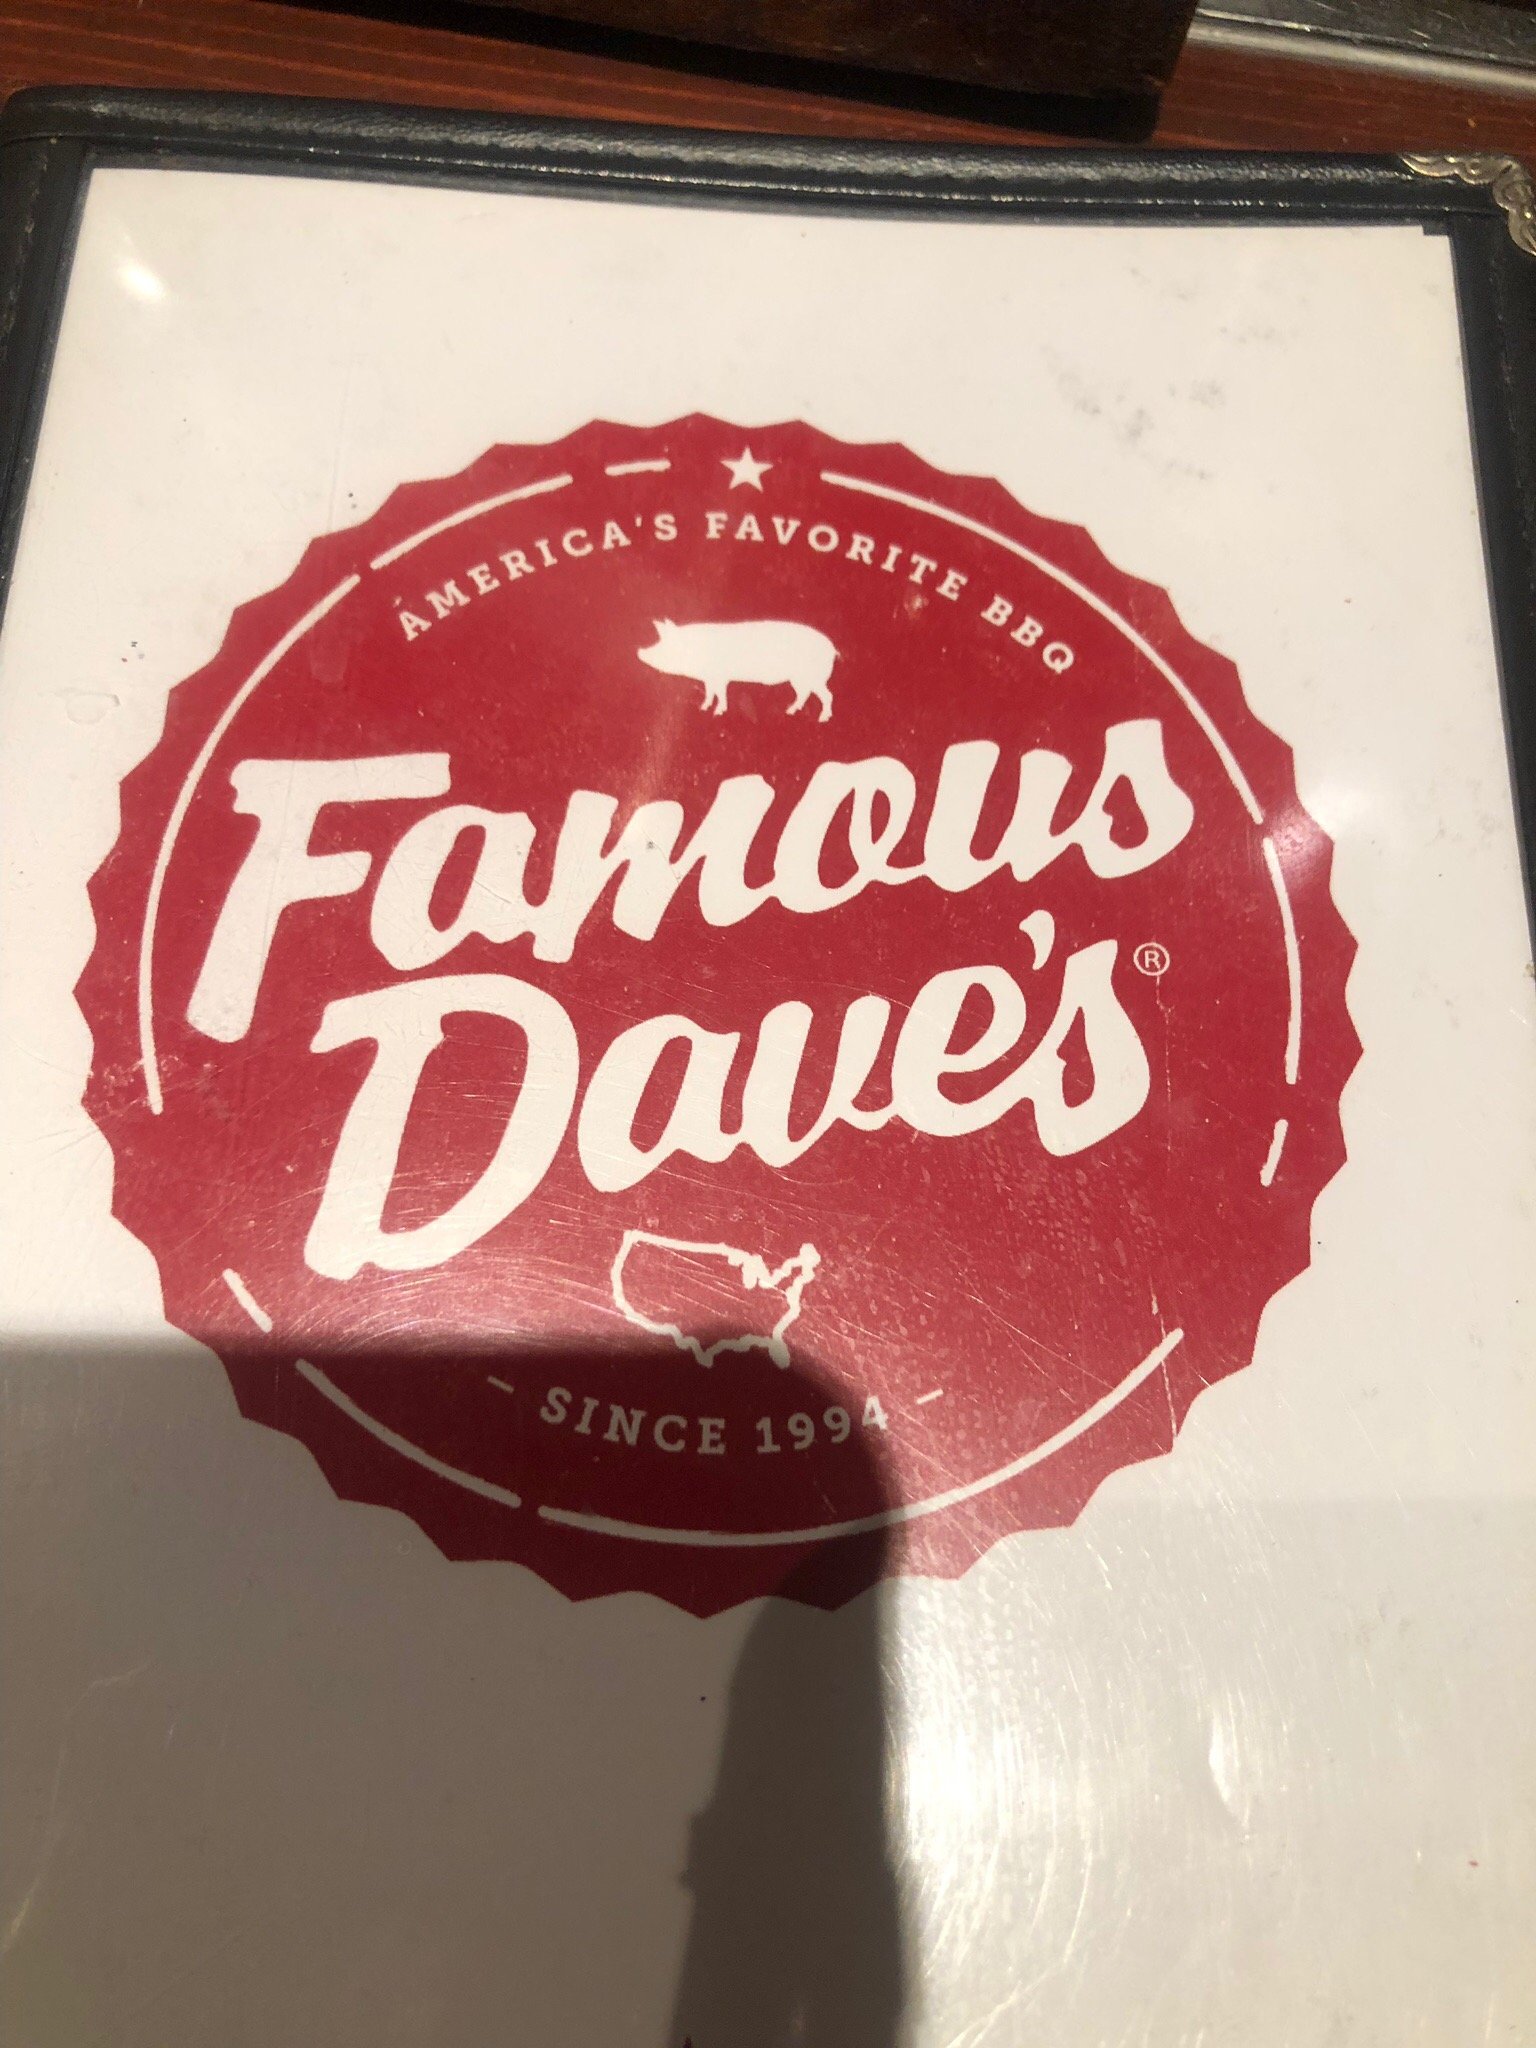 AMERICA'S FAVORITE BBQ
Famous
Dave's®
- SINCE 1994 -